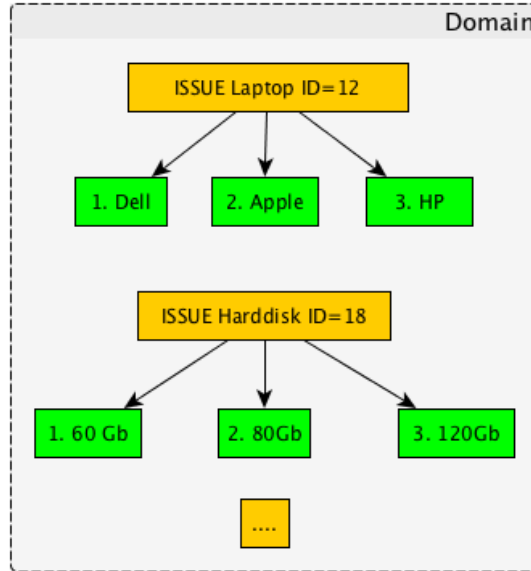 Domain
ISSUE Laptop ID=12
1. Dell
2. Apple
3. HP
ISSUE Harddisk ID=18
1. 60 Gb
2. 80Gb
3. 120Gb
....